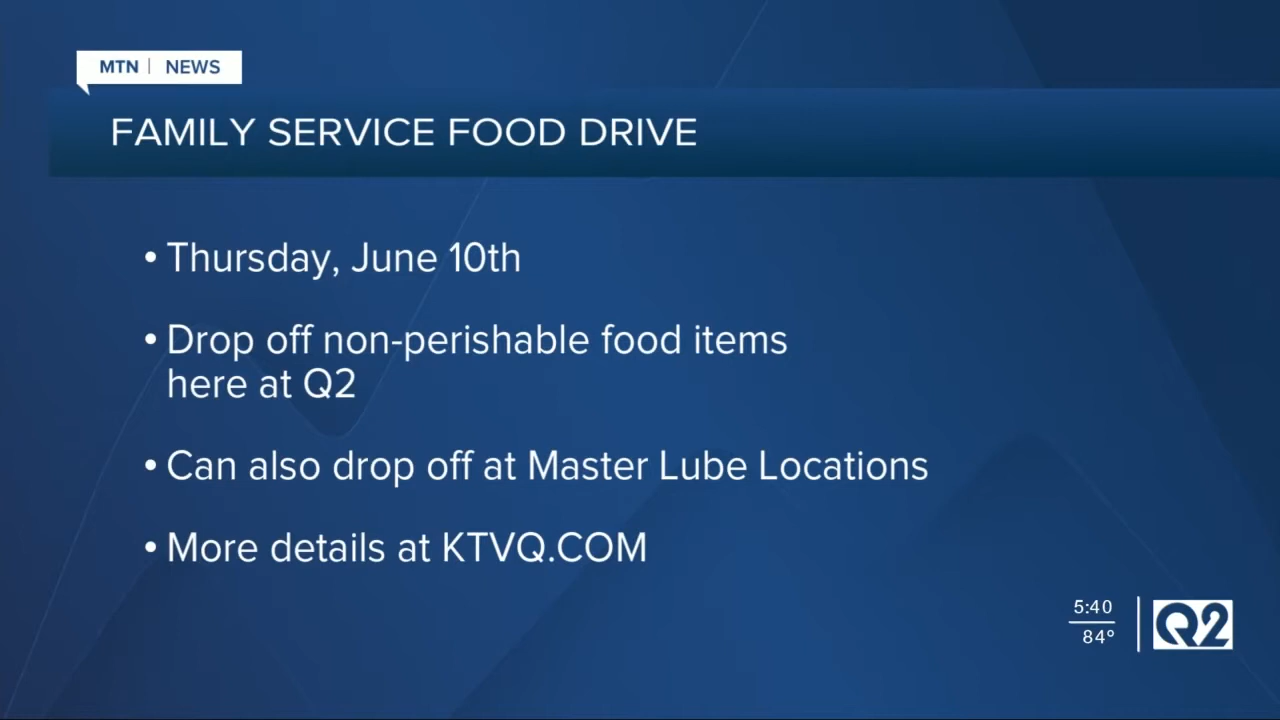 MTN | NEWS
FAMILY SERVICE FOOD DRIVE
• Thursday, June 10th
• Drop off non-perishable food items
here at Q2
• Can also drop off at Master Lube Locations
• More details at KTVQ.COM
5:40
84°
Q2